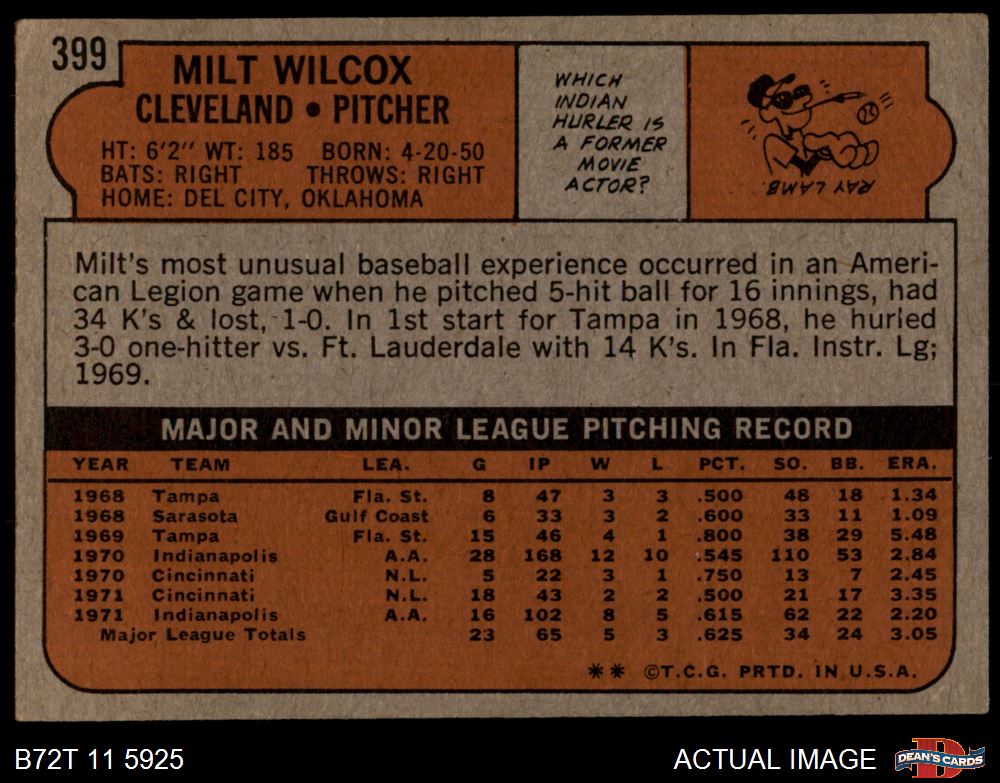 399
MILT WILCOX
CLEVELAND • PITCHER
HT: 6'2" WT: 185 BORN: 4-20-50
BATS: RIGHT THROWS: RIGHT
HOME: DEL CITY, OKLAHOMA
WHICH
INDIAN
HURLER IS
A FORMER
MOVIE
ACTOR?
RAY LAMB.
Milt's most unusual baseball experience occurred in an Ameri-
can Legion game when he pitched 5-hit ball for 16 innings, had
34 K's & lost, 1-0. In 1st start for Tampa in 1968, he hurled
3-0 one-hitter vs. Ft. Lauderdale with 14 K's. In Fla. Instr. Lg;
1969.
MAJOR AND MINOR LEAGUE PITCHING RECORD
YEAR TEAM LEA. G IP W L PCT. SO. BB. ERA.
1968 Tampa Fla. St. 8 47 3 3 .500 48 18 1.34
1968 Sarasota Gulf Coast 6 33 3 2 .600 33 11 1.09
1969 Tampa Fla. St. 15 46 4 1 .800 38 29 5.48
1970 Indianapolis A.A. 28 168 12 10 .545 110 53 2.84
1970 Cincinnati N.L. 5 22 3 1 .750 13 7 2.45
1971 Cincinnati N.L. 18 43 2 2 .500 21 17 3.35
1971 Indianapolis A.A. 16 102 8 5 .615 62 22 2.20
Major League Totals 23 65 5 3 .625 34 24 3.05
** ©T.C.G. PRTD. IN U.S.A.
B72T 11 5925
ACTUAL IMAGE
D
DEAN'S CARDS